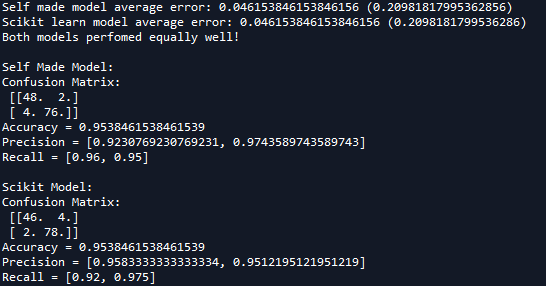 Self made model average error: 0.046153846153846156 (0.20981817995362856)
Scikit learn model average error: 0.046153846153846156 (0.2098181799536286)
Both models perfomed equally well!
Self Made Model:
Confusion Matrix:
[[48. 2.]
[ 4. 76.]]
Accuracy = 0.9538461538461539
Precision = [0.9230769230769231, 0.9743589743589743]
Recall = [0.96, 0.95]
Scikit Model:
Confusion Matrix:
[[46. 4.]
[ 2. 78.]]
Accuracy = 0.9538461538461539
Precision = [0.9583333333333334, 0.9512195121951219]
Recall = [0.92, 0.975]